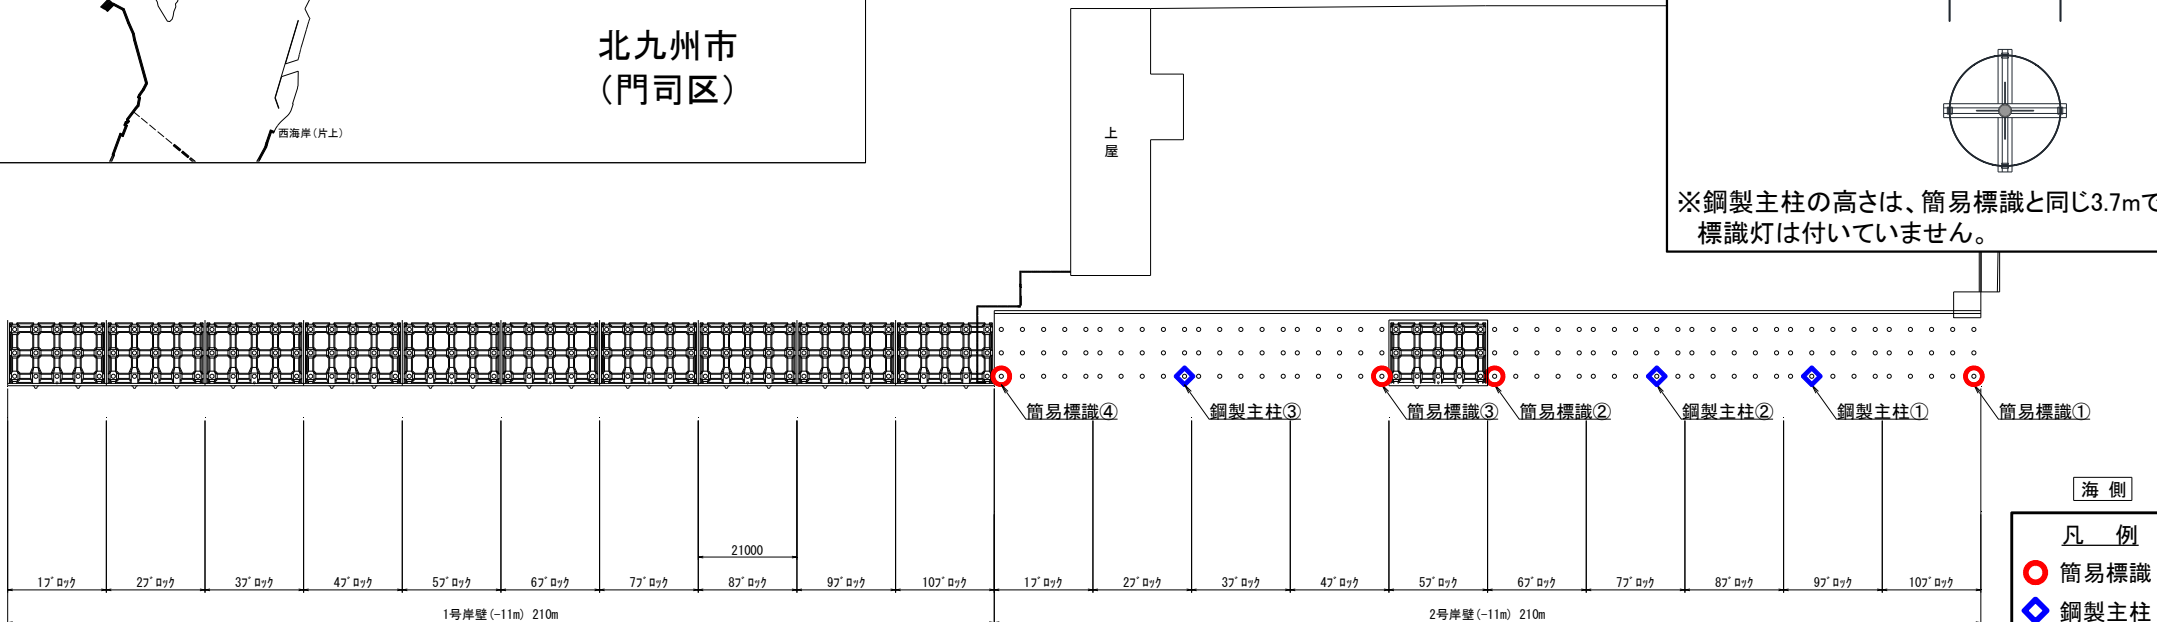 北九州市
（門司区）
西海岸(片上)
上屋
※鋼製主柱の高さは、簡易標識と同じ3.7mで
標識灯は付いていません。
簡易標識④
鋼製主柱③
簡易標識③
簡易標識②
鋼製主柱②
鋼製主柱①
簡易標識①
海 側
凡 例
簡易標識
鋼製主柱
21000
1ﾌﾞﾛｯｸ
2ﾌﾞﾛｯｸ
3ﾌﾞﾛｯｸ
4ﾌﾞﾛｯｸ
5ﾌﾞﾛｯｸ
6ﾌﾞﾛｯｸ
7ﾌﾞﾛｯｸ
8ﾌﾞﾛｯｸ
9ﾌﾞﾛｯｸ
10ﾌﾞﾛｯｸ
1ﾌﾞﾛｯｸ
2ﾌﾞﾛｯｸ
3ﾌﾞﾛｯｸ
4ﾌﾞﾛｯｸ
5ﾌﾞﾛｯｸ
6ﾌﾞﾛｯｸ
7ﾌﾞﾛｯｸ
8ﾌﾞﾛｯｸ
9ﾌﾞﾛｯｸ
10ﾌﾞﾛｯｸ
1号岸壁(-11m) 210m
2号岸壁(-11m) 210m